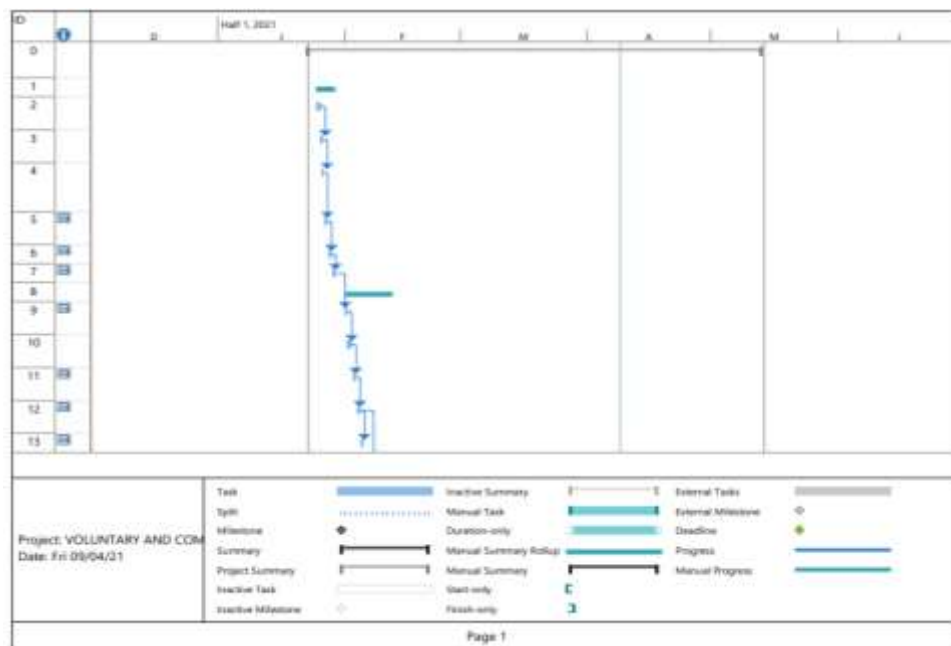 ID
Half 1, 2021
D J F M A M J
0
1
2
3
4
5
6
7
8
9
10
11
12
13
Project: VOLUNTARY AND COM
Date: Fri 09/04/21
Task
Split
Milestone
Summary
Project Summary
Inactive Task
Inactive Milestone
Inactive Summary
Manual Task
Duration-only
Manual Summary Rollup
Manual Summary
Start-only
Finish-only
External Tasks
External Milestone
Deadline
Progress
Manual Progress
Page 1